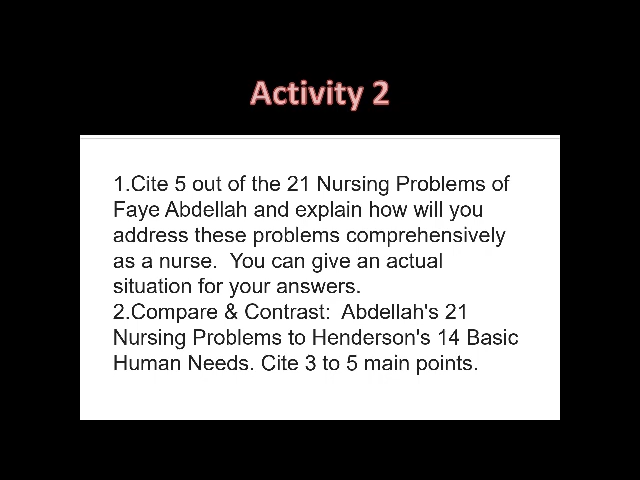 Activity 2
1.Cite 5 out of the 21 Nursing Problems of
Faye Abdellah and explain how will you
address these problems comprehensively
as a nurse.  You can give an actual
situation for your answers.
2.Compare & Contrast:  Abdellah's 21
Nursing Problems to Henderson's 14 Basic
Human Needs. Cite 3 to 5 main points.